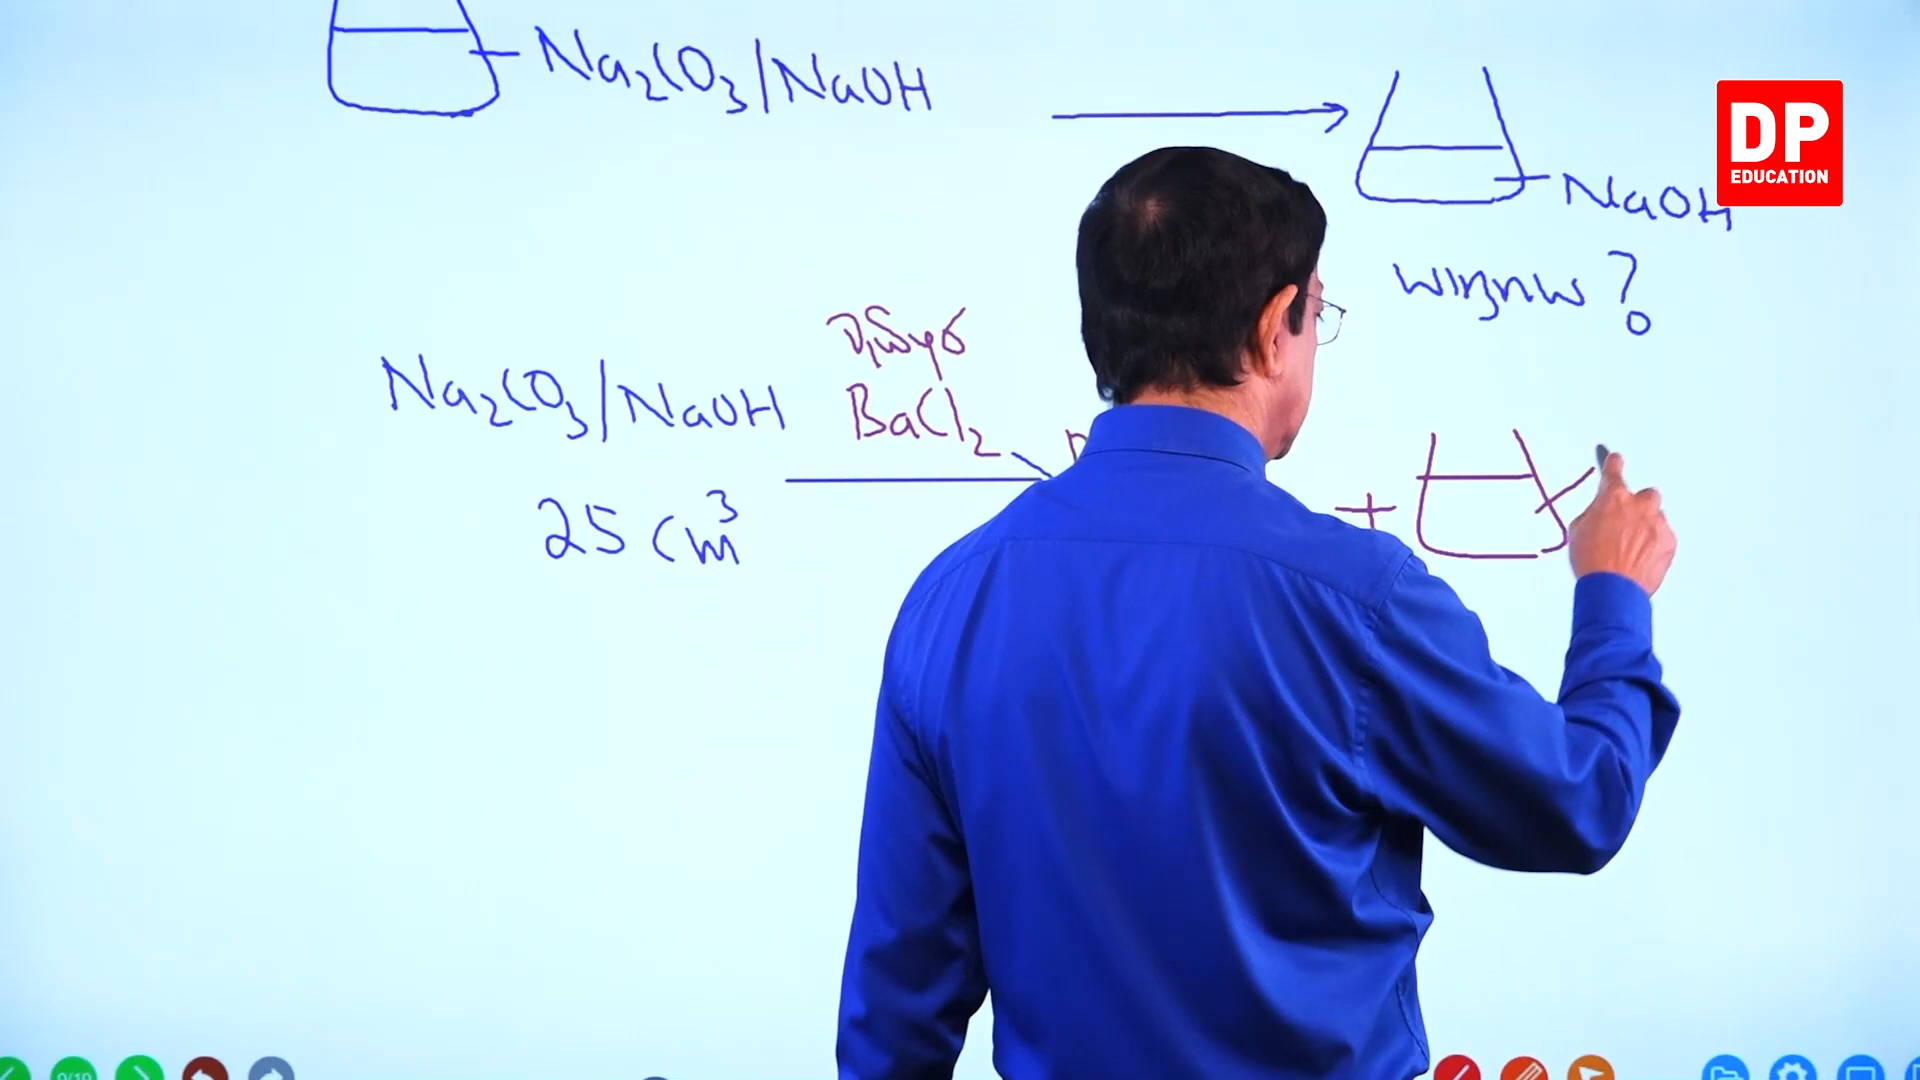 Na₂CO₃/NaOH
DP
EDUCATION
NaOH
?
Na₂CO₃/NaOH
BaCl₂
25 cm³
+